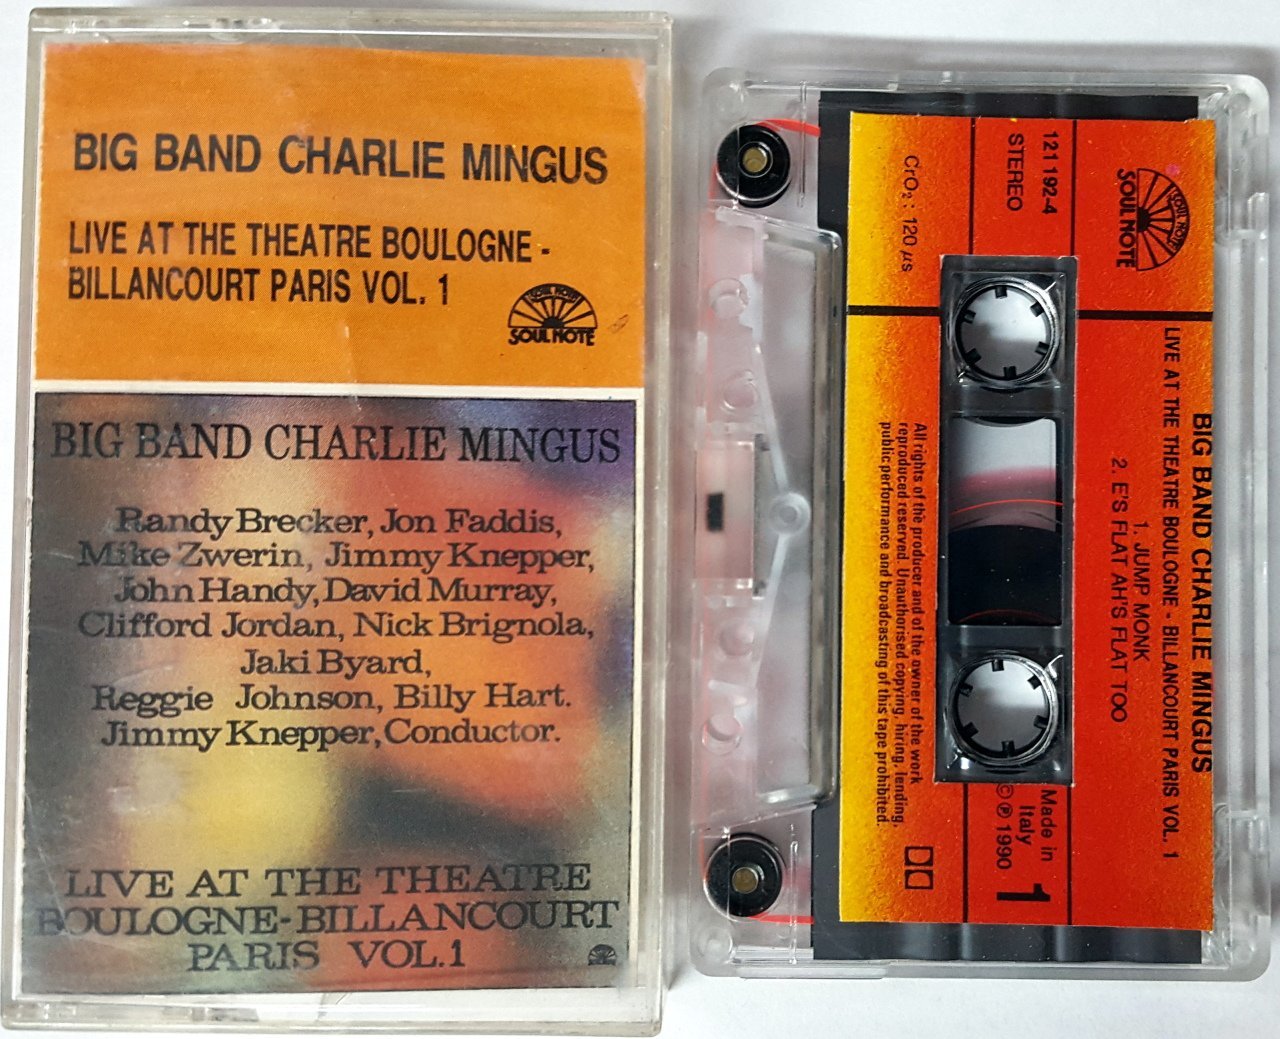 BIG BAND CHARLIE MINGUS
LIVE AT THE THEATRE BOULOGNE -
BILLANCOURT PARIS VOL. 1
SOUL NOTE
SOUL NOTE
BIG BAND CHARLIE MINGUS
Randy Brecker, Jon Faddis,
Mike Zwerin, Jimmy Knepper,
John Handy, David Murray,
Clifford Jordan, Nick Brignola,
Jaki Byard,
Reggie Johnson, Billy Hart.
Jimmy Knepper, Conductor.
LIVE AT THE THEATRE
BOULOGNE-BILLANCOURT
PARIS VOL.1
SOUL NOTE
SOUL NOTE
121 192-4
STEREO
CrO2 : 120 µs
BIG BAND CHARLIE MINGUS
LIVE AT THE THEATRE BOULOGNE - BILLANCOURT PARIS VOL. 1
1. JUMP MONK
2. E'S FLAT AH'S FLAT TOO
All rights of the producer and of the owner of the work
reproduced reserved. Unauthorised copying, hiring, lending,
public performance and broadcasting of this tape prohibited.
Made in
Italy
© ℗ 1990
1